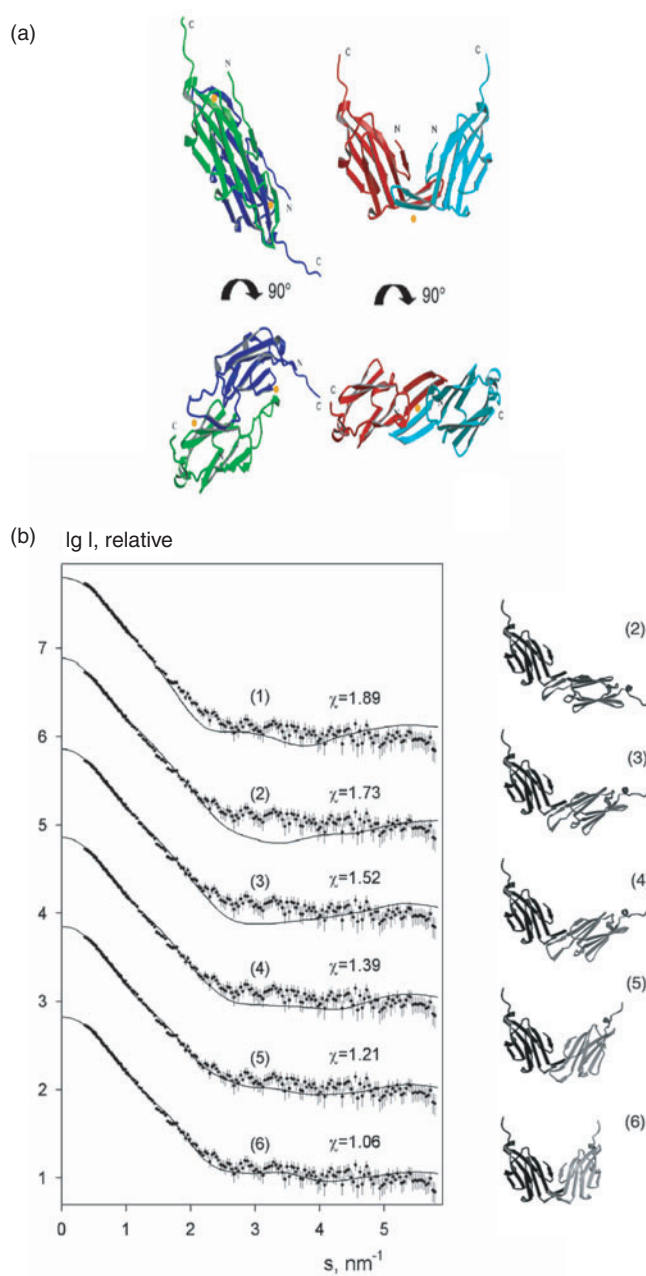 (a)
C
N
C
C
N
N
N
C
90°
90°
N
C
C
C
N
N
C
(b)
lg I, relative
7
6
5
4
3
2
1
(1) χ=1.89
(2) χ=1.73
(3) χ=1.52
(4) χ=1.39
(5) χ=1.21
(6) χ=1.06
0 1 2 3 4 5
s, nm⁻¹
(2)
(3)
(4)
(5)
(6)